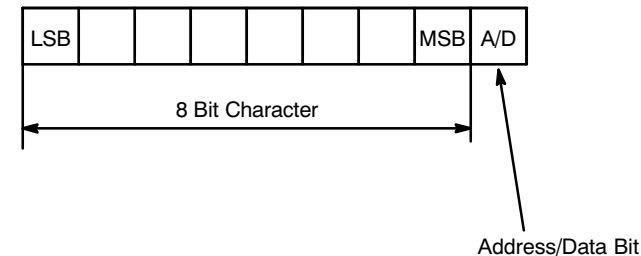 LSB MSB A/D
8 Bit Character
Address/Data Bit